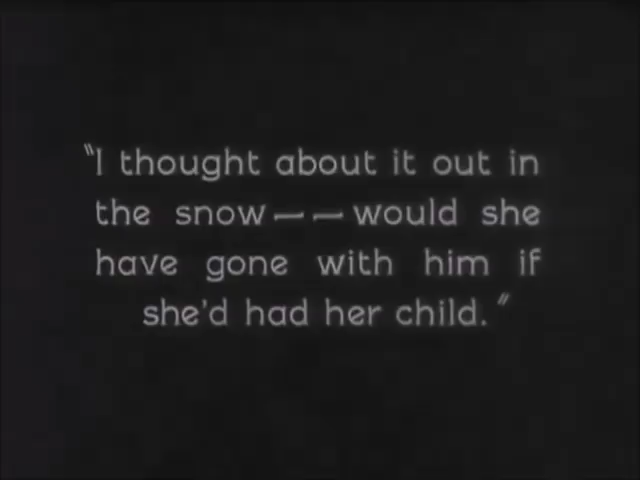 "I thought about it out in
the snow — — would she
have gone with him if
she'd had her child."